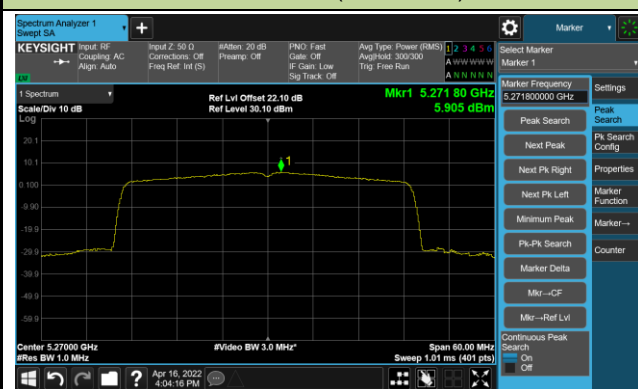 Spectrum Analyzer 1
Swept SA
Marker
KEYSIGHT
Input: RF
Coupling: AC
Align: Auto
Input Z: 50 Ω
Corrections: Off
Freq Ref: Int (S)
#Atten: 20 dB
Preamp: Off
PNO: Fast
Gate: Off
IF Gain: Low
Sig Track: Off
Avg Type: Power (RMS)
Avg|Hold: 300/300
Trig: Free Run
1 2 3 4 5 6
A W W W W W
A N N N N N
LM
Select Marker
Marker 1
1 Spectrum
Scale/Div 10 dB
Log
Ref Lvl Offset 22.10 dB
Ref Level 30.10 dBm
Mkr1 5.271 80 GHz
5.905 dBm
20.1
10.1
0.100
-9.90
-19.9
-29.9
-39.9
-49.9
-59.9
1
Center 5.27000 GHz
#Res BW 1.0 MHz
#Video BW 3.0 MHz*
Span 60.00 MHz
Sweep 1.01 ms (401 pts)
Marker Frequency
5.271800000 GHz
Peak Search
Next Peak
Next Pk Right
Next Pk Left
Minimum Peak
Pk-Pk Search
Marker Delta
Mkr→CF
Mkr→Ref Lvl
Continuous Peak
Search
On
Off
Settings
Peak
Search
Pk Search
Config
Properties
Marker
Function
Marker→
Counter
Apr 16, 2022
4:04:16 PM